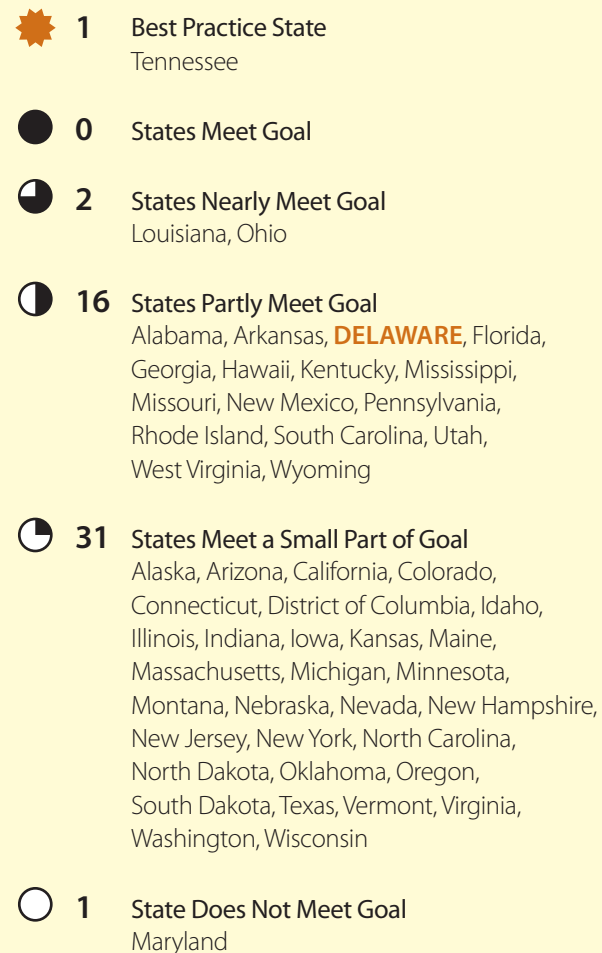 1 Best Practice State
Tennessee
0 States Meet Goal
2 States Nearly Meet Goal
Louisiana, Ohio
16 States Partly Meet Goal
Alabama, Arkansas, DELAWARE, Florida,
Georgia, Hawaii, Kentucky, Mississippi,
Missouri, New Mexico, Pennsylvania,
Rhode Island, South Carolina, Utah,
West Virginia, Wyoming
31 States Meet a Small Part of Goal
Alaska, Arizona, California, Colorado,
Connecticut, District of Columbia, Idaho,
Illinois, Indiana, Iowa, Kansas, Maine,
Massachusetts, Michigan, Minnesota,
Montana, Nebraska, Nevada, New Hampshire,
New Jersey, New York, North Carolina,
North Dakota, Oklahoma, Oregon,
South Dakota, Texas, Vermont, Virginia,
Washington, Wisconsin
1 State Does Not Meet Goal
Maryland